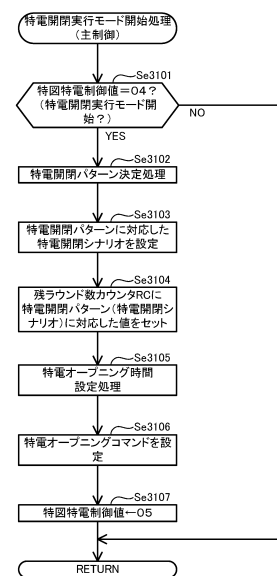 特電開閉実行モード開始処理
(主制御)
Se3101
特図特電制御値=04?
(特電開閉実行モード開
始?)
NO
YES
Se3102
特電開閉パターン決定処理
Se3103
特電開閉パターンに対応した
特電開閉シナリオを設定
Se3104
残ラウンド数カウンタRCに
特電開閉パターン(特電開閉シ
ナリオ)に対応した値をセット
Se3105
特電オープニング時間
設定処理
Se3106
特電オープニングコマンドを設
定
Se3107
特図特電制御値←05
RETURN